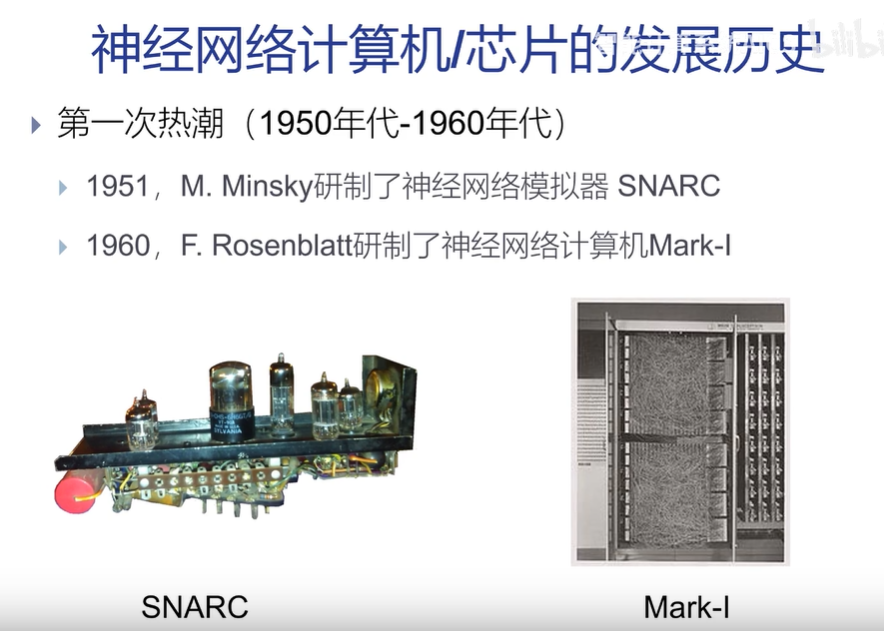 神经网络计算机/芯片的发展历史
bilibili
第一次热潮（1950年代-1960年代）
1951，M. Minsky研制了神经网络模拟器 SNARC
1960，F. Rosenblatt研制了神经网络计算机Mark-I
SYLVANIA
SNARC
Mark-I